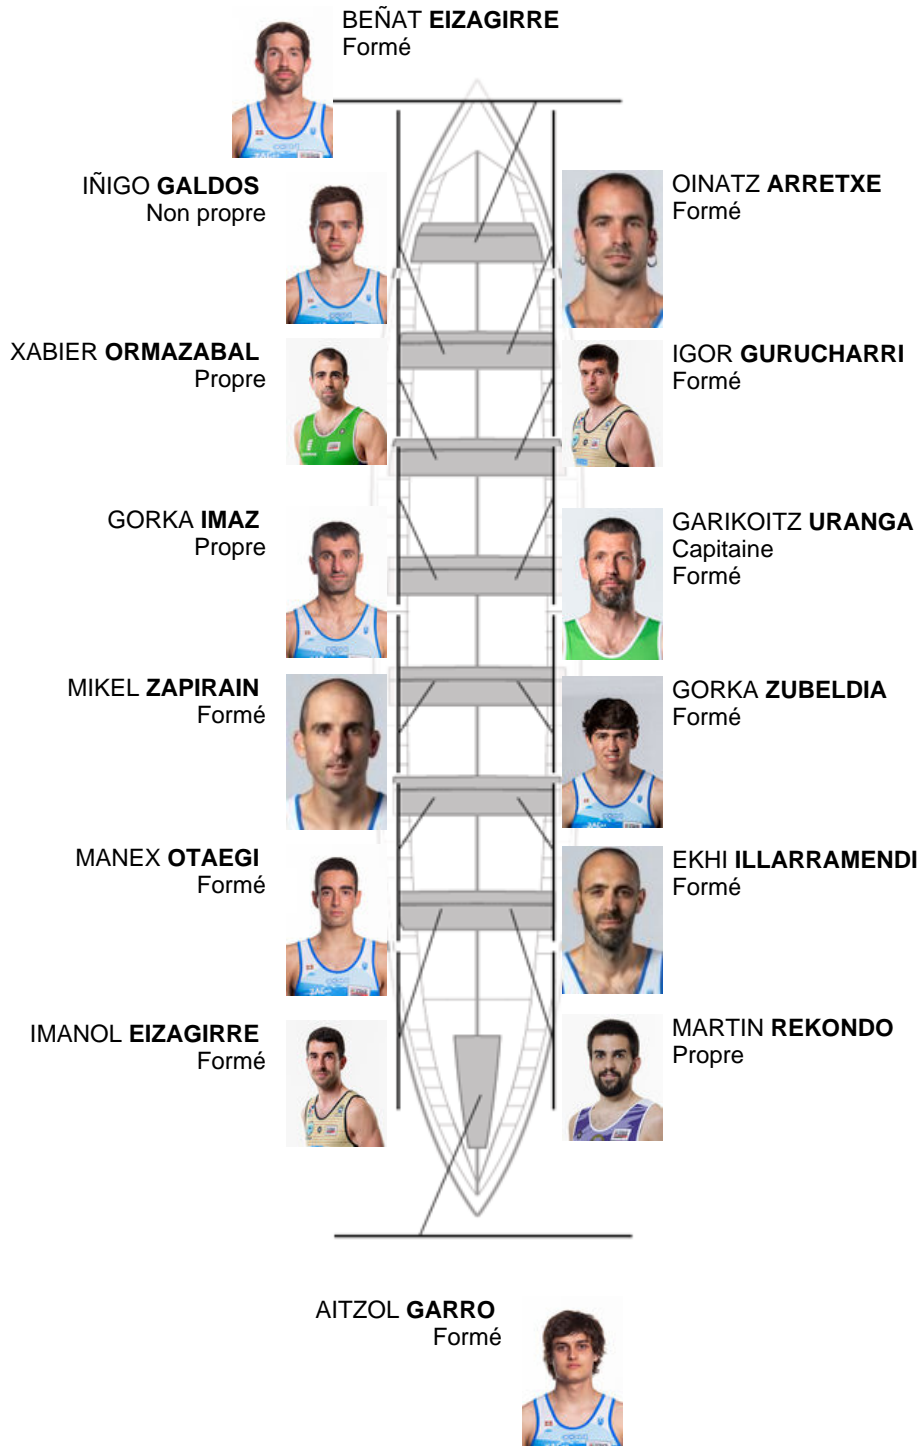 BEÑAT EIZAGIRRE
Formé
IÑIGO GALDOS
Non propre
OINATZ ARRETXE
Formé
XABIER ORMAZABAL
Propre
IGOR GURUCHARRI
Formé
GORKA IMAZ
Propre
GARIKOITZ URANGA
Capitaine
Formé
MIKEL ZAPIRAIN
Formé
GORKA ZUBELDIA
Formé
MANEX OTAEGI
Formé
EKHI ILLARRAMENDI
Formé
IMANOL EIZAGIRRE
Formé
MARTIN REKONDO
Propre
AITZOL GARRO
Formé